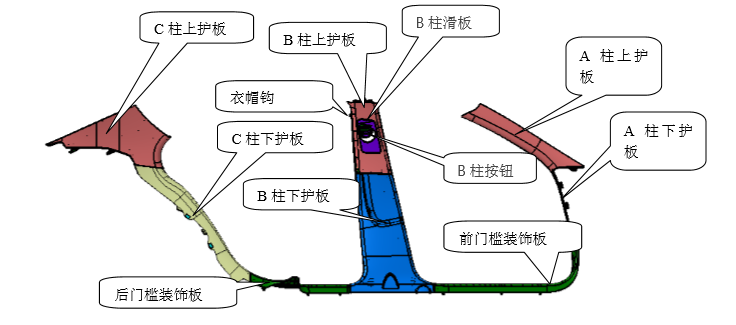 C 柱上护板
B 柱上护板
B 柱滑板
A 柱上护
板
衣帽钩
C 柱下护板
A 柱下护
板
B 柱按钮
B 柱下护板
前门槛装饰板
后门槛装饰板